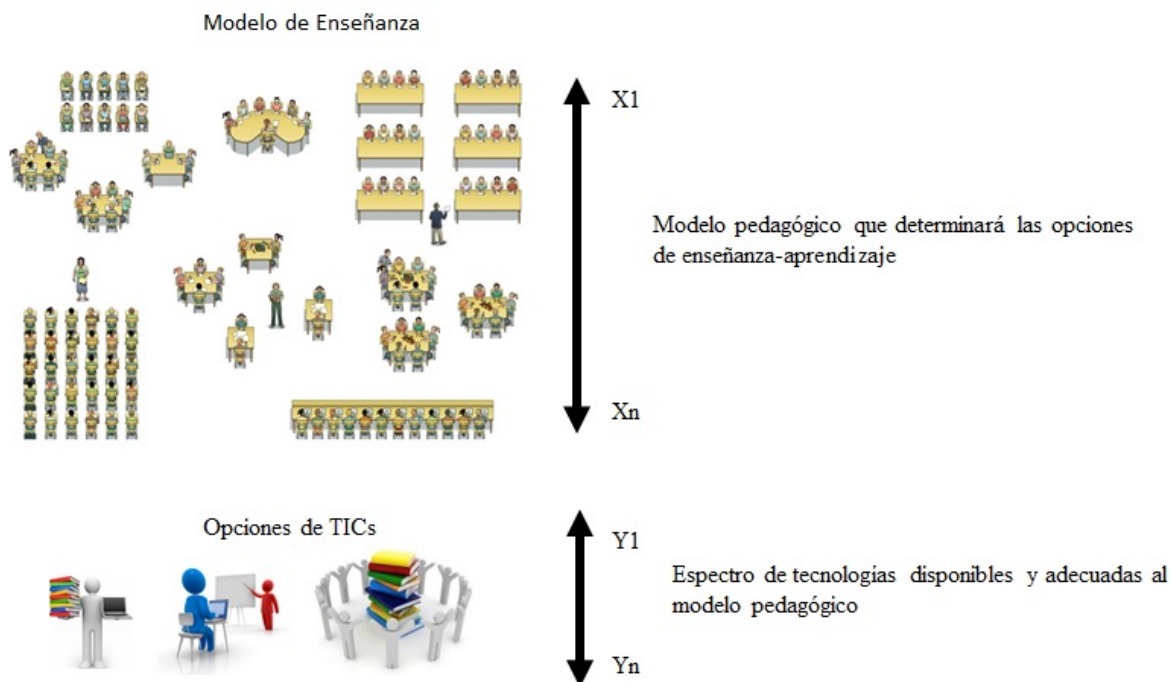 Modelo de Enseñanza
X1
Modelo pedagógico que determinará las opciones
de enseñanza-aprendizaje
Xn
Opciones de TICs
Y1
Espectro de tecnologías disponibles y adecuadas al
modelo pedagógico
Yn